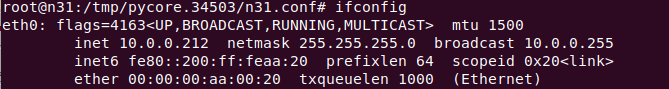 root@n31:/tmp/pycore.34503/n31.conf# ifconfig
eth0: flags=4163<UP,BROADCAST,RUNNING,MULTICAST>  mtu 1500
        inet 10.0.0.212  netmask 255.255.255.0  broadcast 10.0.0.255
        inet6 fe80::200:ff:feaa:20  prefixlen 64  scopeid 0x20<link>
        ether 00:00:00:aa:00:20  txqueuelen 1000  (Ethernet)